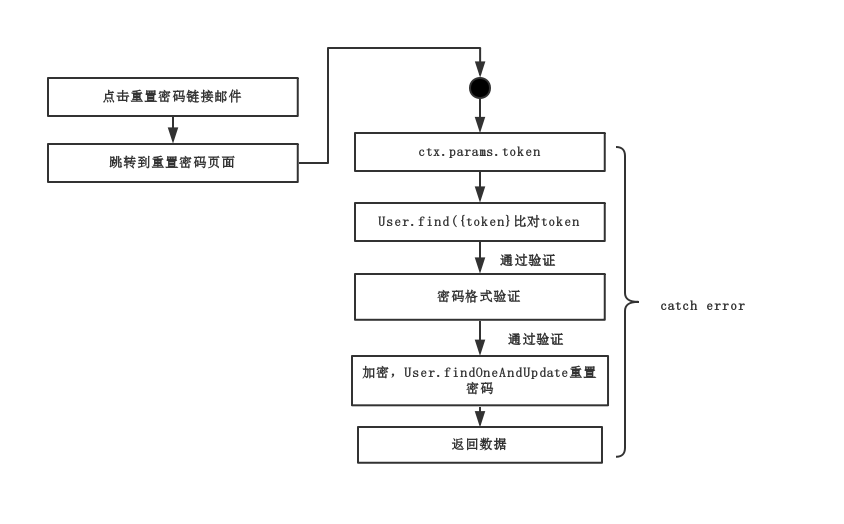 点击重置密码链接邮件
跳转到重置密码页面
ctx.params.token
User.find({token}比对token
通过验证
密码格式验证
通过验证
加密，User.findOneAndUpdate重置
密码
返回数据
catch error